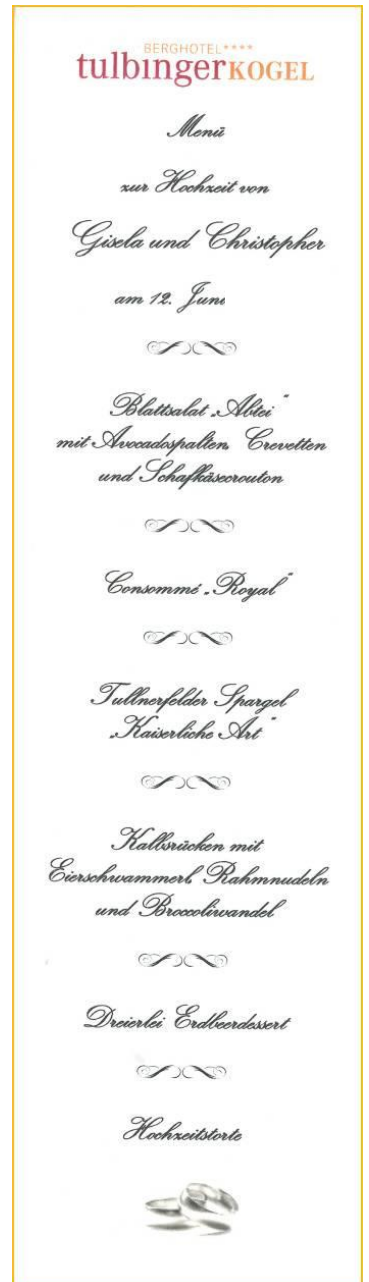 BERGHOTEL****
tulbingerKOGEL
Menü
zur Hochzeit von
Gisela und Christopher
am 12. Juni
Blattsalat „Abtei“
mit Avocadospalten, Crevetten
und Schafkäsecrouton
Consommé „Royal“
Tullnerfelder Spargel
„Kaiserliche Art“
Kalbsrücken mit
Eierschwammerl, Rahmnudeln
und Broccoliwandel
Dreierlei Erdbeerdessert
Hochzeitstorte